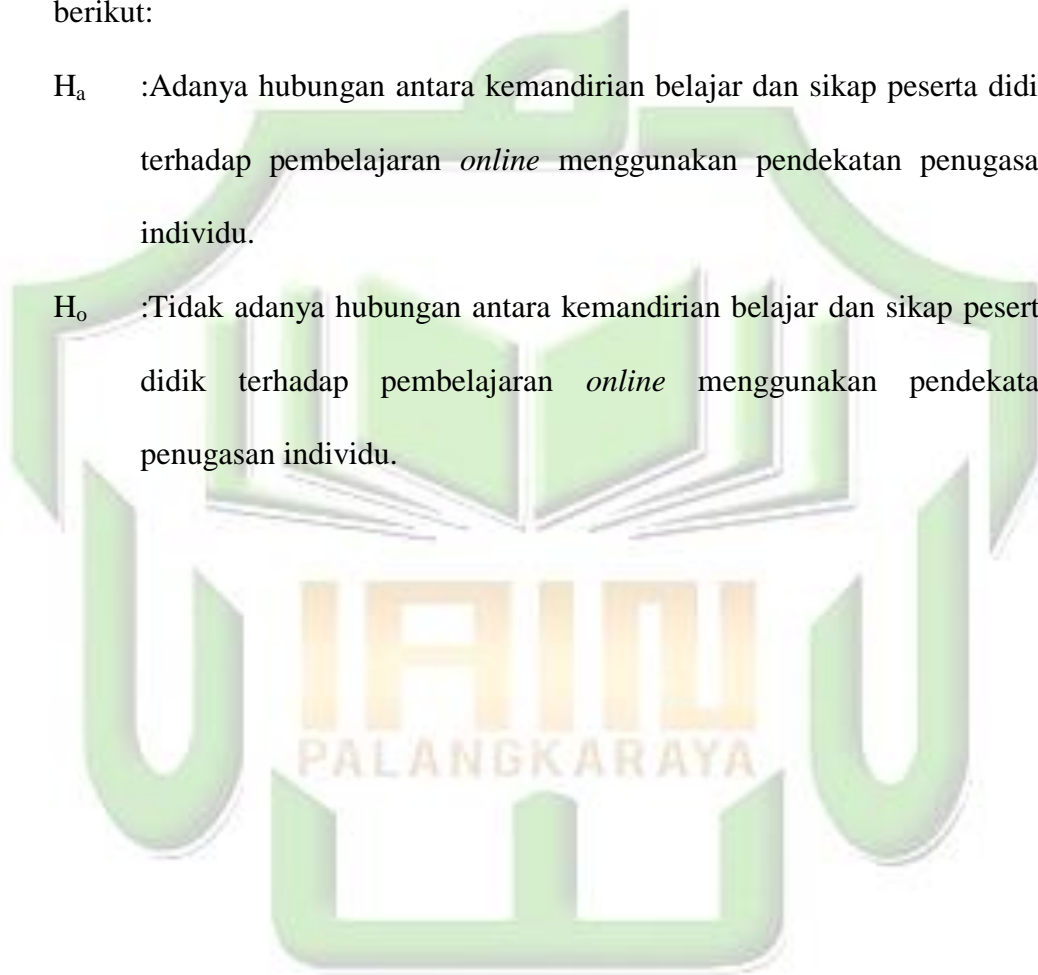 berikut:
Hₐ :Adanya hubungan antara kemandirian belajar dan sikap peserta didi
terhadap pembelajaran online menggunakan pendekatan penugasa
individu.
Hₒ :Tidak adanya hubungan antara kemandirian belajar dan sikap pesert
didik terhadap pembelajaran online menggunakan pendekata
penugasan individu.
IAIN
PALANGKARAYA